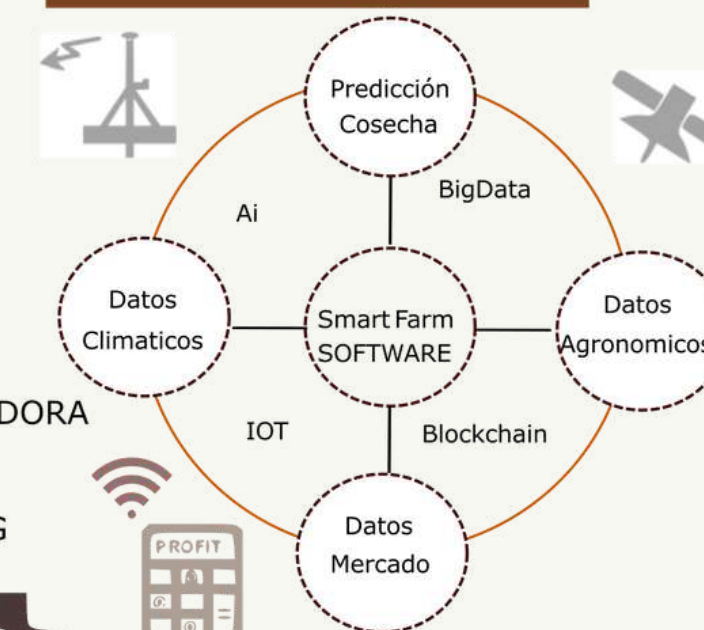 Predicción
Cosecha
BigData
Ai
Datos
Climaticos
Smart Farm
SOFTWARE
Datos
Agronomicos
DORA
IOT
Blockchain
G
PROFIT
Datos
Mercado